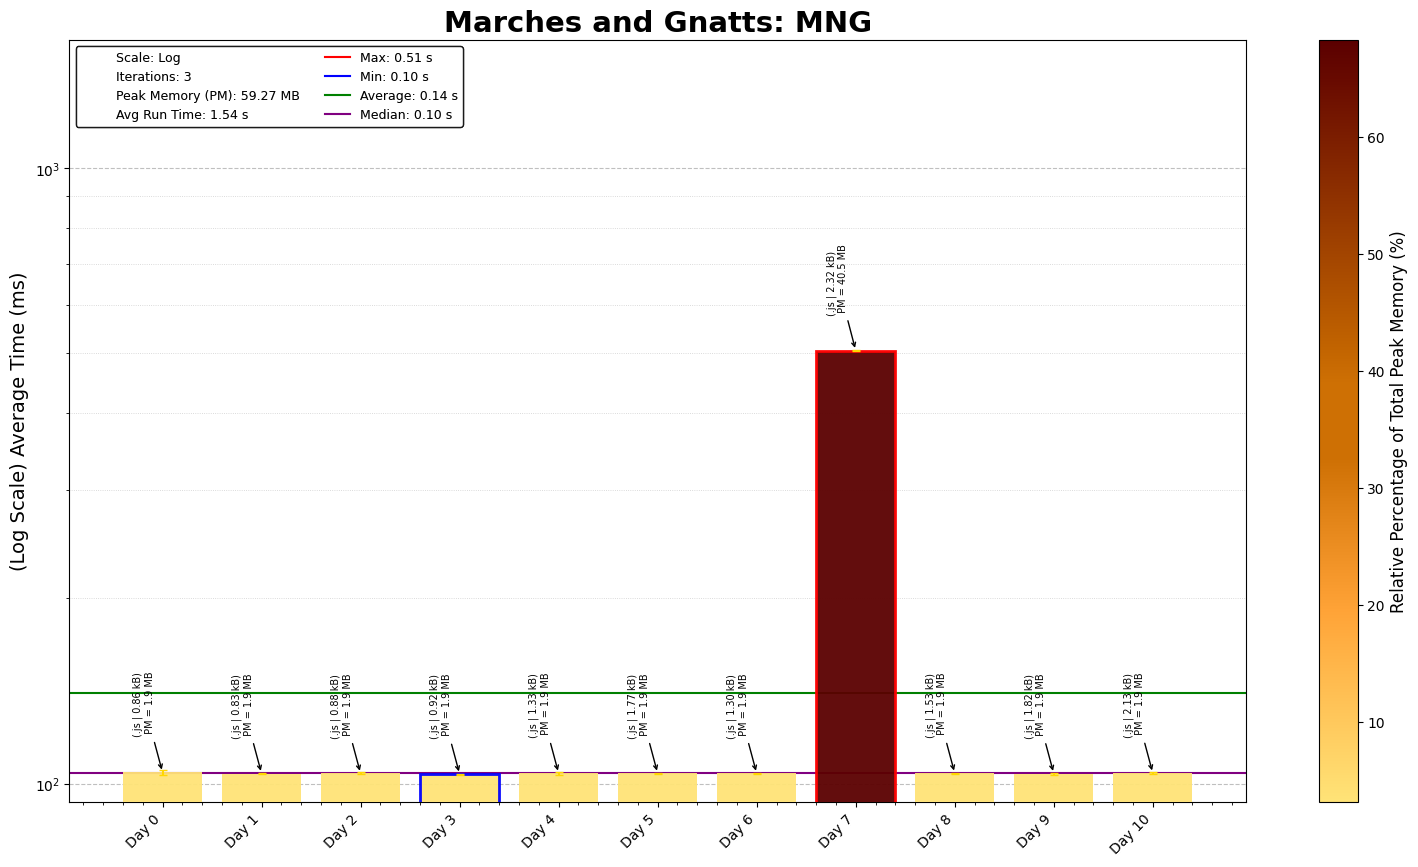 Marches and Gnatts: MNG
Scale: Log
Iterations: 3
Peak Memory (PM): 59.27 MB
Avg Run Time: 1.54 s
Max: 0.51 s
Min: 0.10 s
Average: 0.14 s
Median: 0.10 s
(Log Scale) Average Time (ms)
10³
10²
(.js | 0.86 kB)
PM = 1.9 MB
(.js | 0.83 kB)
PM = 1.9 MB
(.js | 0.88 kB)
PM = 1.9 MB
(.js | 0.92 kB)
PM = 1.9 MB
(.js | 1.33 kB)
PM = 1.9 MB
(.js | 1.77 kB)
PM = 1.9 MB
(.js | 1.30 kB)
PM = 1.9 MB
(.js | 2.32 kB)
PM = 40.5 MB
(.js | 1.53 kB)
PM = 1.9 MB
(.js | 1.82 kB)
PM = 1.9 MB
(.js | 2.13 kB)
PM = 1.9 MB
Day 0
Day 1
Day 2
Day 3
Day 4
Day 5
Day 6
Day 7
Day 8
Day 9
Day 10
60
50
40
30
20
10
Relative Percentage of Total Peak Memory (%)